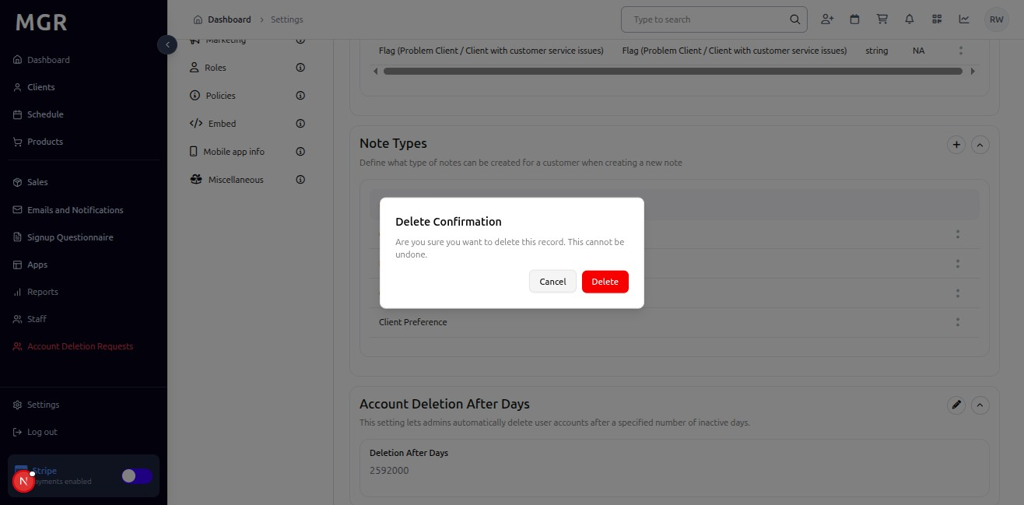 MGR
Dashboard
Clients
Schedule
Products
Sales
Emails and Notifications
Signup Questionnaire
Apps
Reports
Staff
Account Deletion Requests
Settings
Log out
Stripe
payments enabled
N
Dashboard > Settings
Type to search
RW
Marketing
Roles
Policies
Embed
Mobile app info
Miscellaneous
Flag (Problem Client / Client with customer service issues) Flag (Problem Client / Client with customer service issues) string NA
Note Types
Define what type of notes can be created for a customer when creating a new note
Delete Confirmation
Are you sure you want to delete this record. This cannot be
undone.
Cancel Delete
Client Preference
Account Deletion After Days
This setting lets admins automatically delete user accounts after a specified number of inactive days.
Deletion After Days
2592000